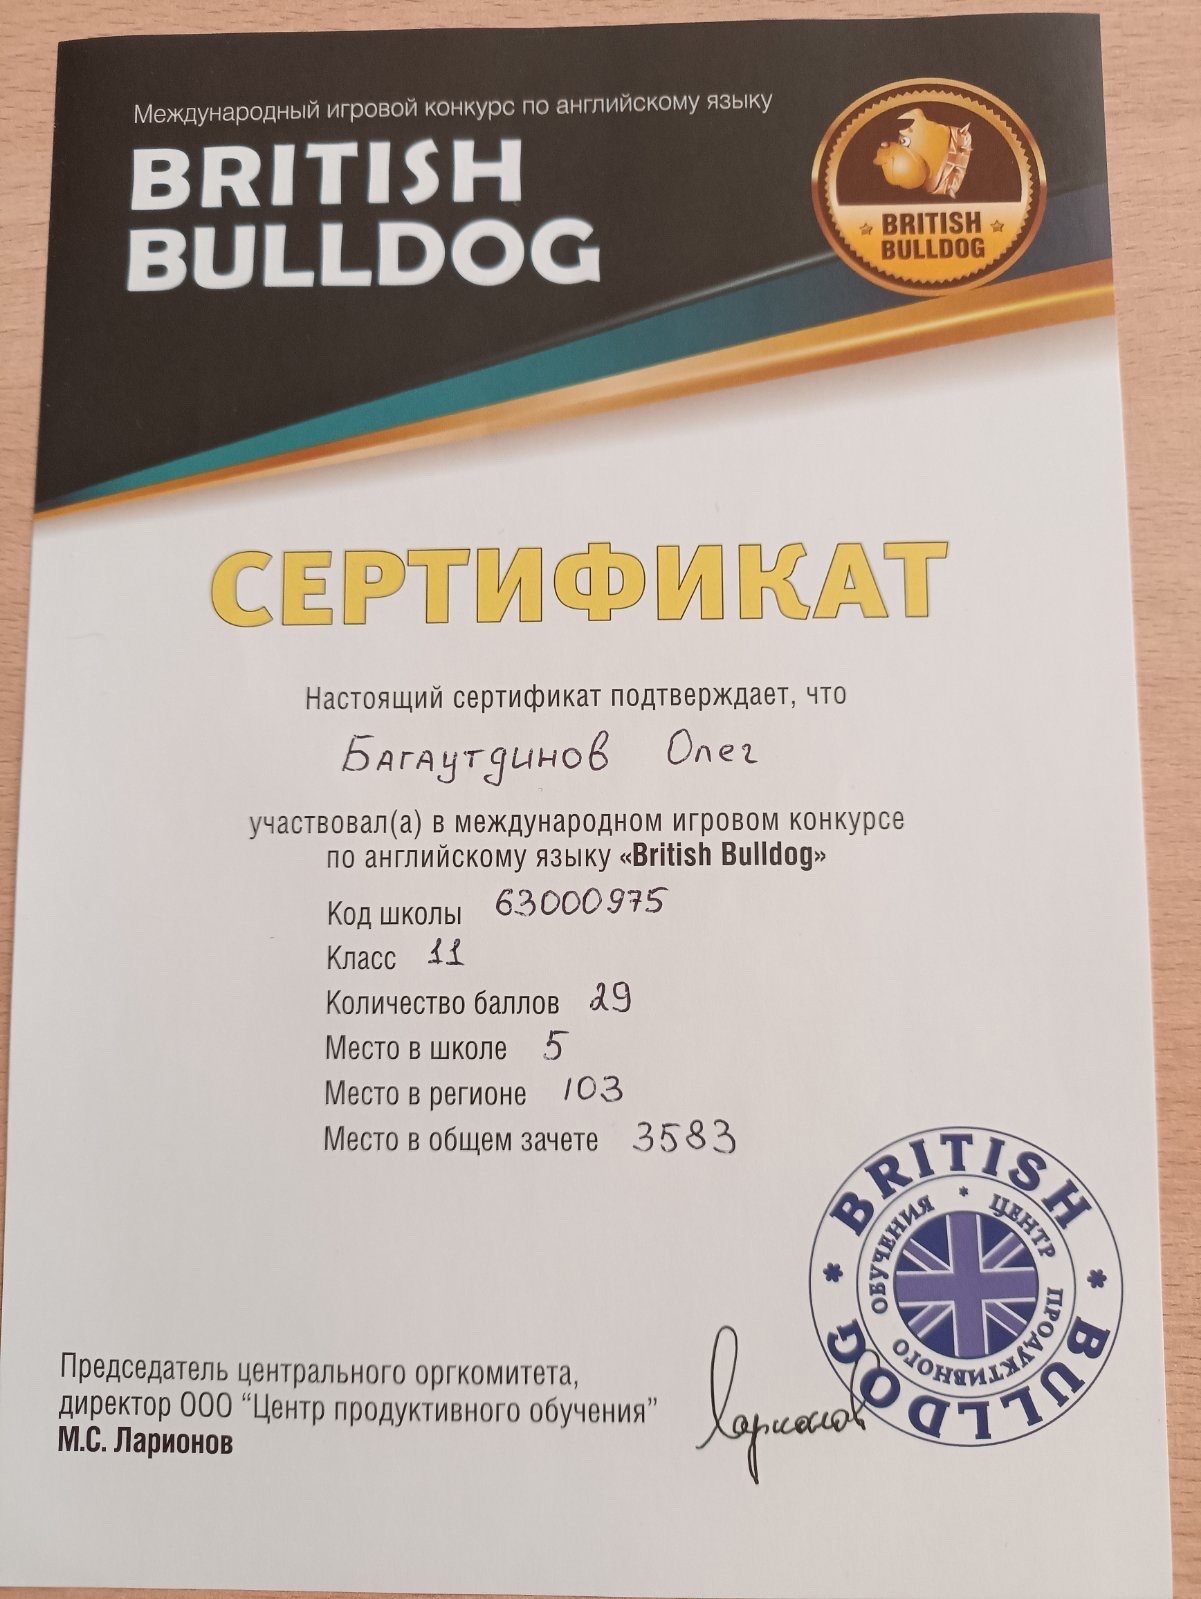 Международный игровой конкурс по английскому языку
BRITISH
BULLDOG
BRITISH
BULLDOG
СЕРТИФИКАТ
Настоящий сертификат подтверждает, что
Багаутдинов Олег
участвовал(а) в международном игровом конкурсе
по английскому языку «British Bulldog»
Код школы 63000975
Класс 11
Количество баллов 29
Место в школе 5
Место в регионе 103
Место в общем зачете 3583
BRITISH * BULLDOG *
ЦЕНТР ПРОДУКТИВНОГО ОБУЧЕНИЯ *
Председатель центрального оргкомитета,
директор ООО “Центр продуктивного обучения”
М.С. Ларионов
Ларионов